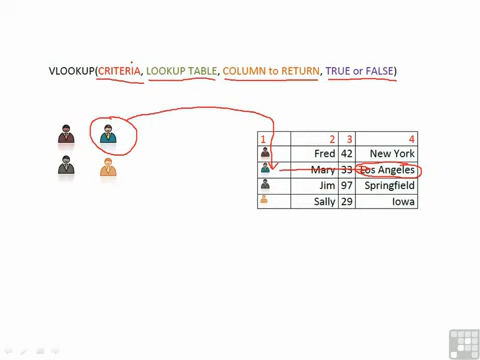 VLOOKUP(CRITERIA, LOOKUP TABLE, COLUMN to RETURN, TRUE or FALSE)
1 2 3 4
Fred 42 New York
Mary 33 Los Angeles
Jim 97 Springfield
Sally 29 Iowa